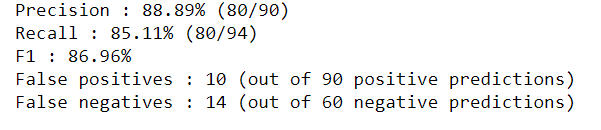 Precision : 88.89% (80/90)
Recall : 85.11% (80/94)
F1 : 86.96%
False positives : 10 (out of 90 positive predictions)
False negatives : 14 (out of 60 negative predictions)